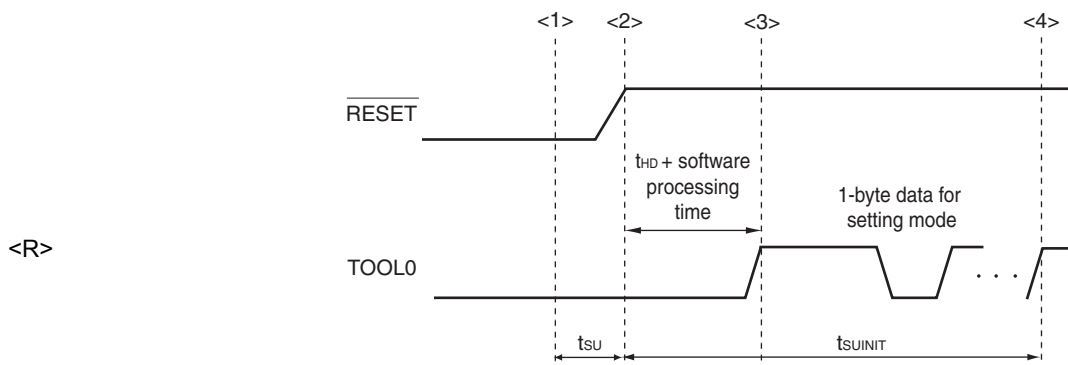 <1> <2> <3> <4>
RESET
tHD + software
processing
time
1-byte data for
setting mode
<R>
TOOL0
. . .
tSU
tSUINIT